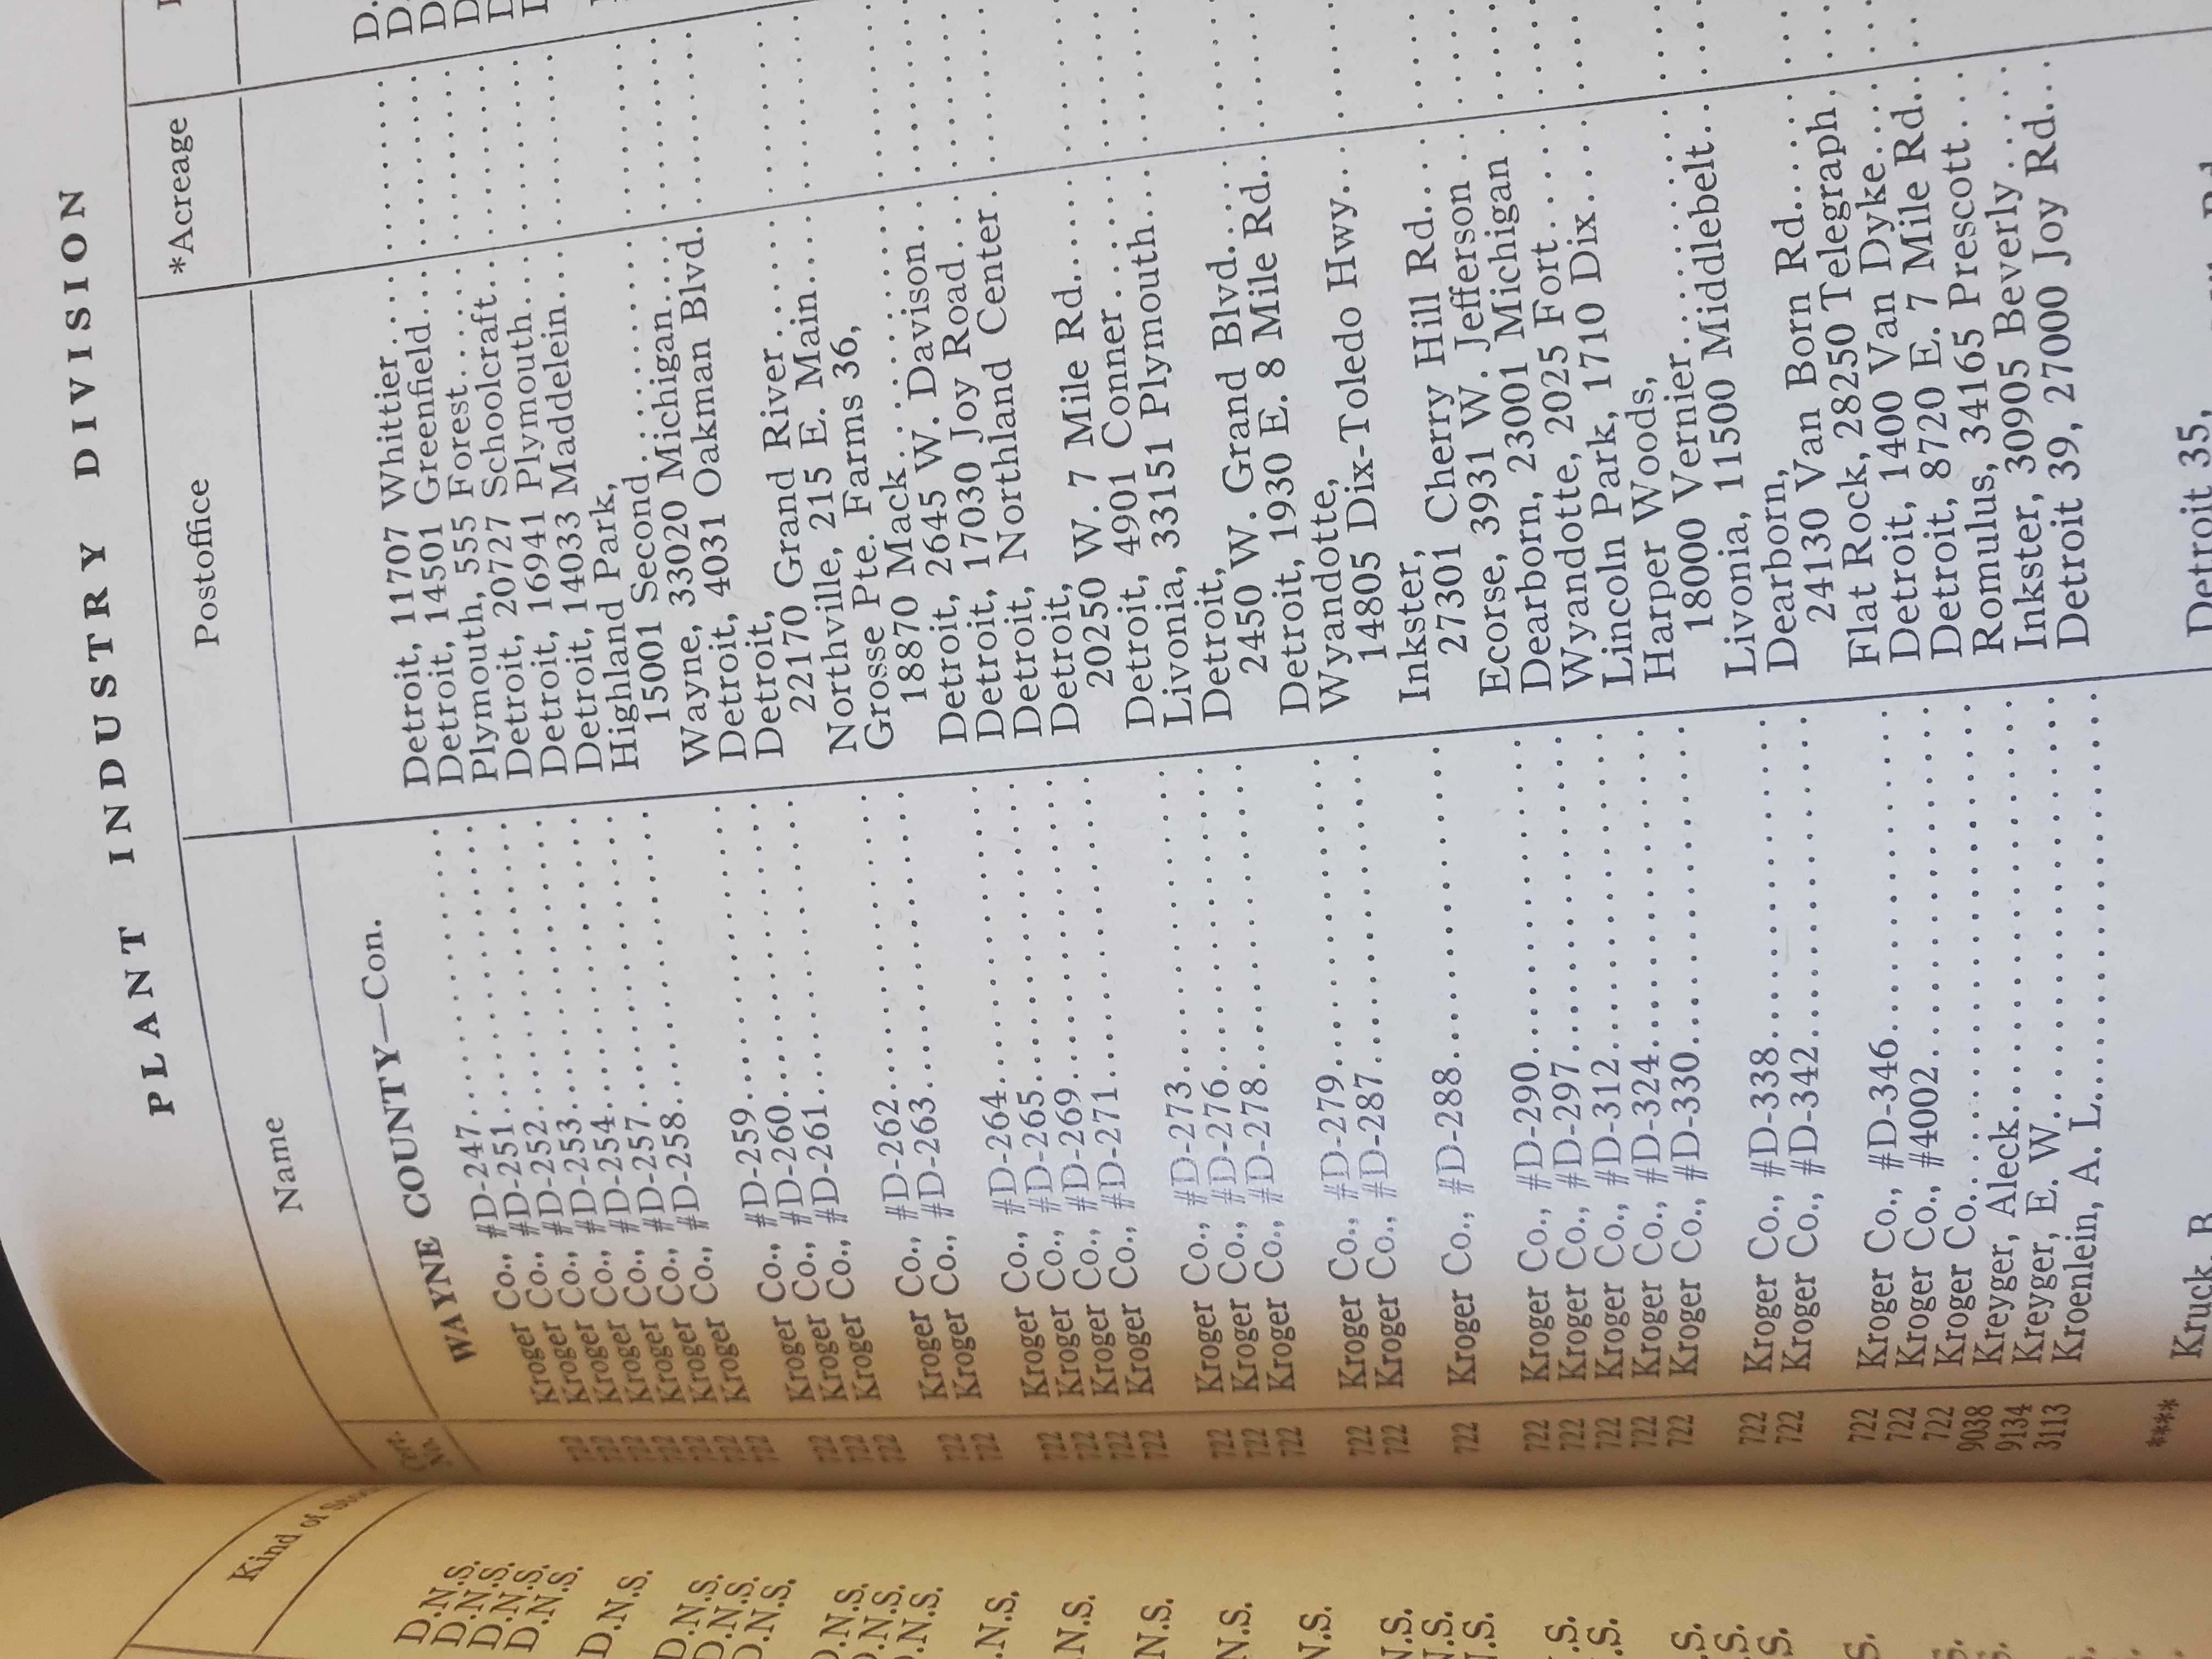 Kind of
D.N.S.
D.N.S.
D.N.S.
D.N.S.
D.N.S.
D.N.S.
D.N.S.
D.N.S.
D.N.S.
D.N.S.
PLANT INDUSTRY DIVISION
Cert. No. Name Postoffice *Acreage
WAYNE COUNTY—Con.
722 Kroger Co., #D-247 Detroit, 11707 Whittier
722 Kroger Co., #D-251 Detroit, 14501 Greenfield
722 Kroger Co., #D-252 Plymouth, 555 Forest
722 Kroger Co., #D-253 Detroit, 20727 Schoolcraft
722 Kroger Co., #D-254 Detroit, 16941 Plymouth
722 Kroger Co., #D-257 Detroit, 14033 Maddelein
722 Kroger Co., #D-258 Highland Park,
15001 Second
722 Kroger Co., #D-259 Wayne, 33020 Michigan
722 Kroger Co., #D-260 Detroit, 4031 Oakman Blvd.
722 Kroger Co., #D-261 Detroit,
22170 Grand River
722 Kroger Co., #D-262 Northville, 215 E. Main
722 Kroger Co., #D-263 Grosse Pte. Farms 36,
18870 Mack
722 Kroger Co., #D-264 Detroit, 2645 W. Davison
722 Kroger Co., #D-265 Detroit, 17030 Joy Road
722 Kroger Co., #D-269 Detroit, Northland Center
722 Kroger Co., #D-271 Detroit,
20250 W. 7 Mile Rd.
722 Kroger Co., #D-273 Detroit, 4901 Conner
722 Kroger Co., #D-276 Livonia, 33151 Plymouth
722 Kroger Co., #D-278 Detroit,
2450 W. Grand Blvd.
722 Kroger Co., #D-279 Detroit, 1930 E. 8 Mile Rd.
722 Kroger Co., #D-287 Wyandotte,
14805 Dix-Toledo Hwy.
722 Kroger Co., #D-288 Inkster,
27301 Cherry Hill Rd.
722 Kroger Co., #D-290 Ecorse, 3931 W. Jefferson
722 Kroger Co., #D-297 Dearborn, 23001 Michigan
722 Kroger Co., #D-312 Wyandotte, 2025 Fort
722 Kroger Co., #D-324 Lincoln Park, 1710 Dix
722 Kroger Co., #D-330 Harper Woods,
18000 Vernier
722 Kroger Co., #D-338 Livonia, 11500 Middlebelt
722 Kroger Co., #D-342 Dearborn,
24130 Van Born Rd.
722 Kroger Co., #D-346 Flat Rock, 28250 Telegraph
722 Kroger Co., #4002 Detroit, 1400 Van Dyke
722 Kroger Co. Detroit, 8720 E. 7 Mile Rd.
9038 Kreyger, Aleck Romulus, 34165 Prescott
9134 Kreyger, E. W. Inkster, 30905 Beverly
3113 Kroenlein, A. L. Detroit 39, 27000 Joy Rd.
*** Kruck, Detroit 35,